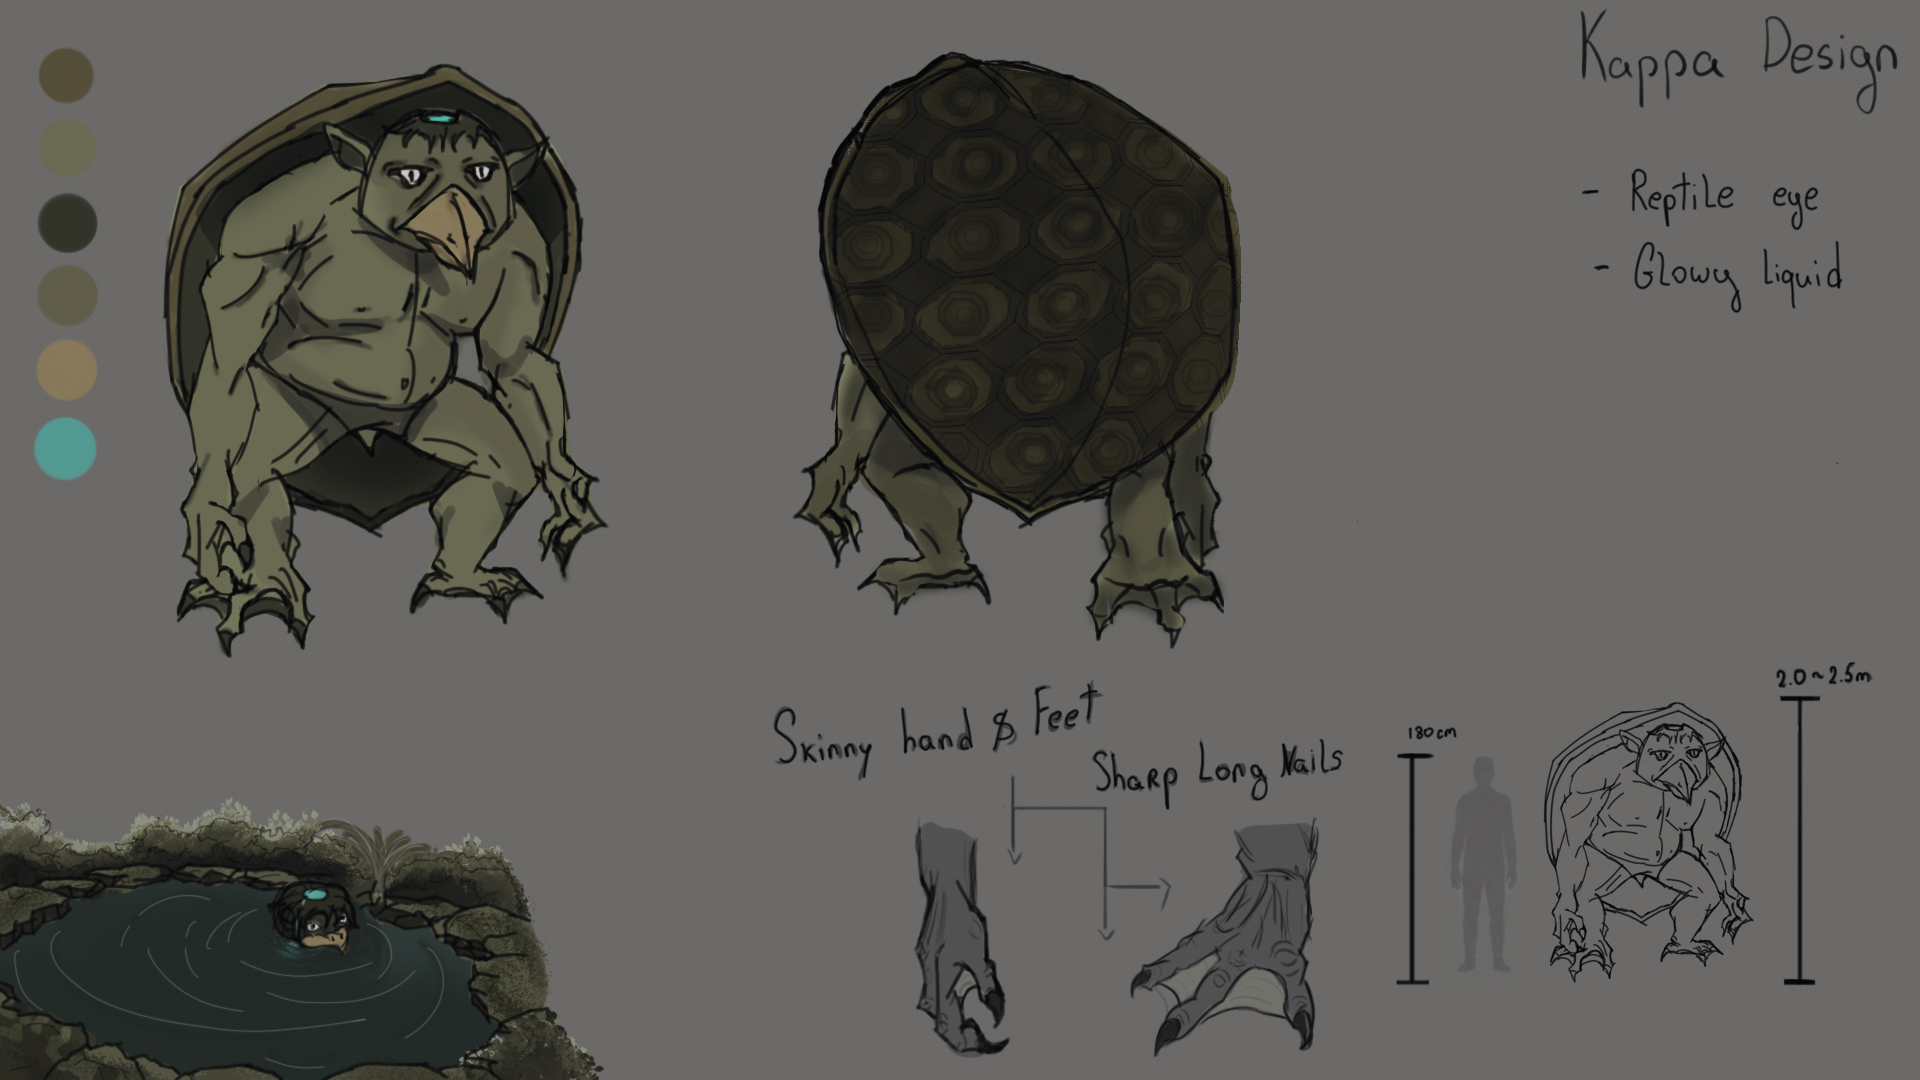 Kappa Design
- Reptile eye
- Glowy liquid
Skinny hand & Feet
Sharp Long Nails
180cm
2.0~2.5m